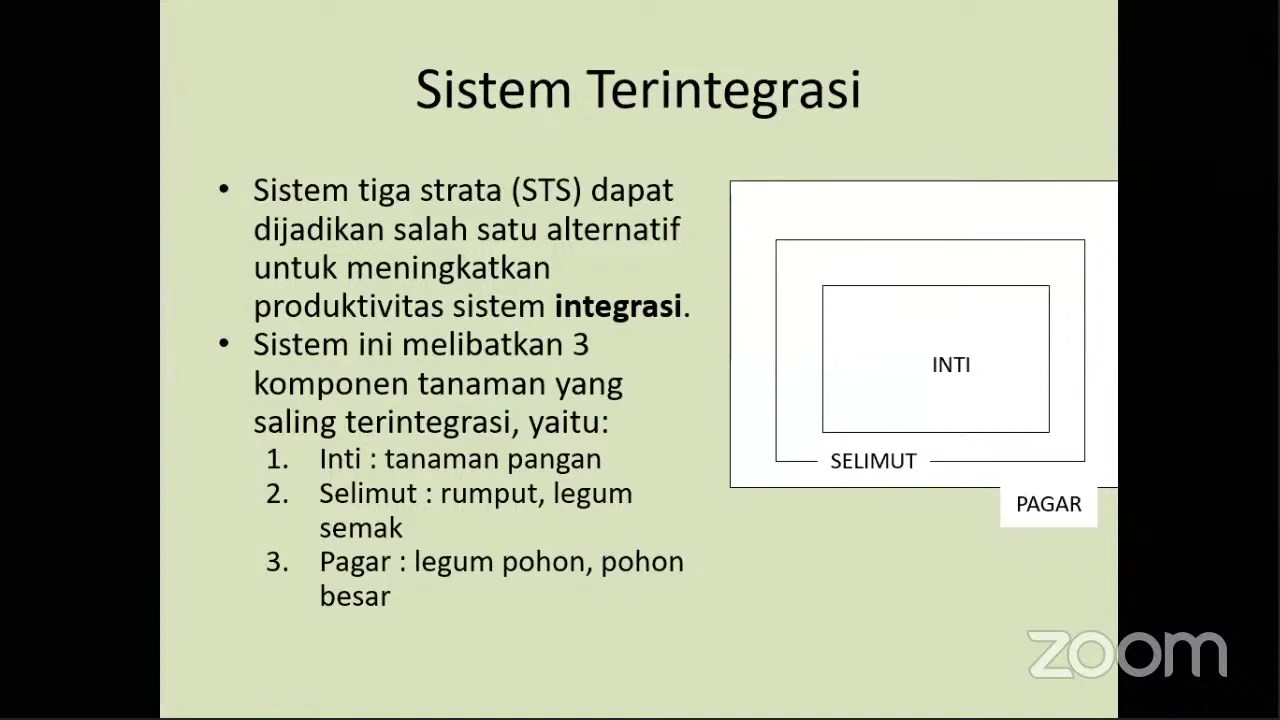 Sistem Terintegrasi
• Sistem tiga strata (STS) dapat
dijadikan salah satu alternatif
untuk meningkatkan
produktivitas sistem integrasi.
• Sistem ini melibatkan 3
komponen tanaman yang
saling terintegrasi, yaitu:
1. Inti : tanaman pangan
2. Selimut : rumput, legum
semak
3. Pagar : legum pohon, pohon
besar
INTI
SELIMUT
PAGAR
zoom